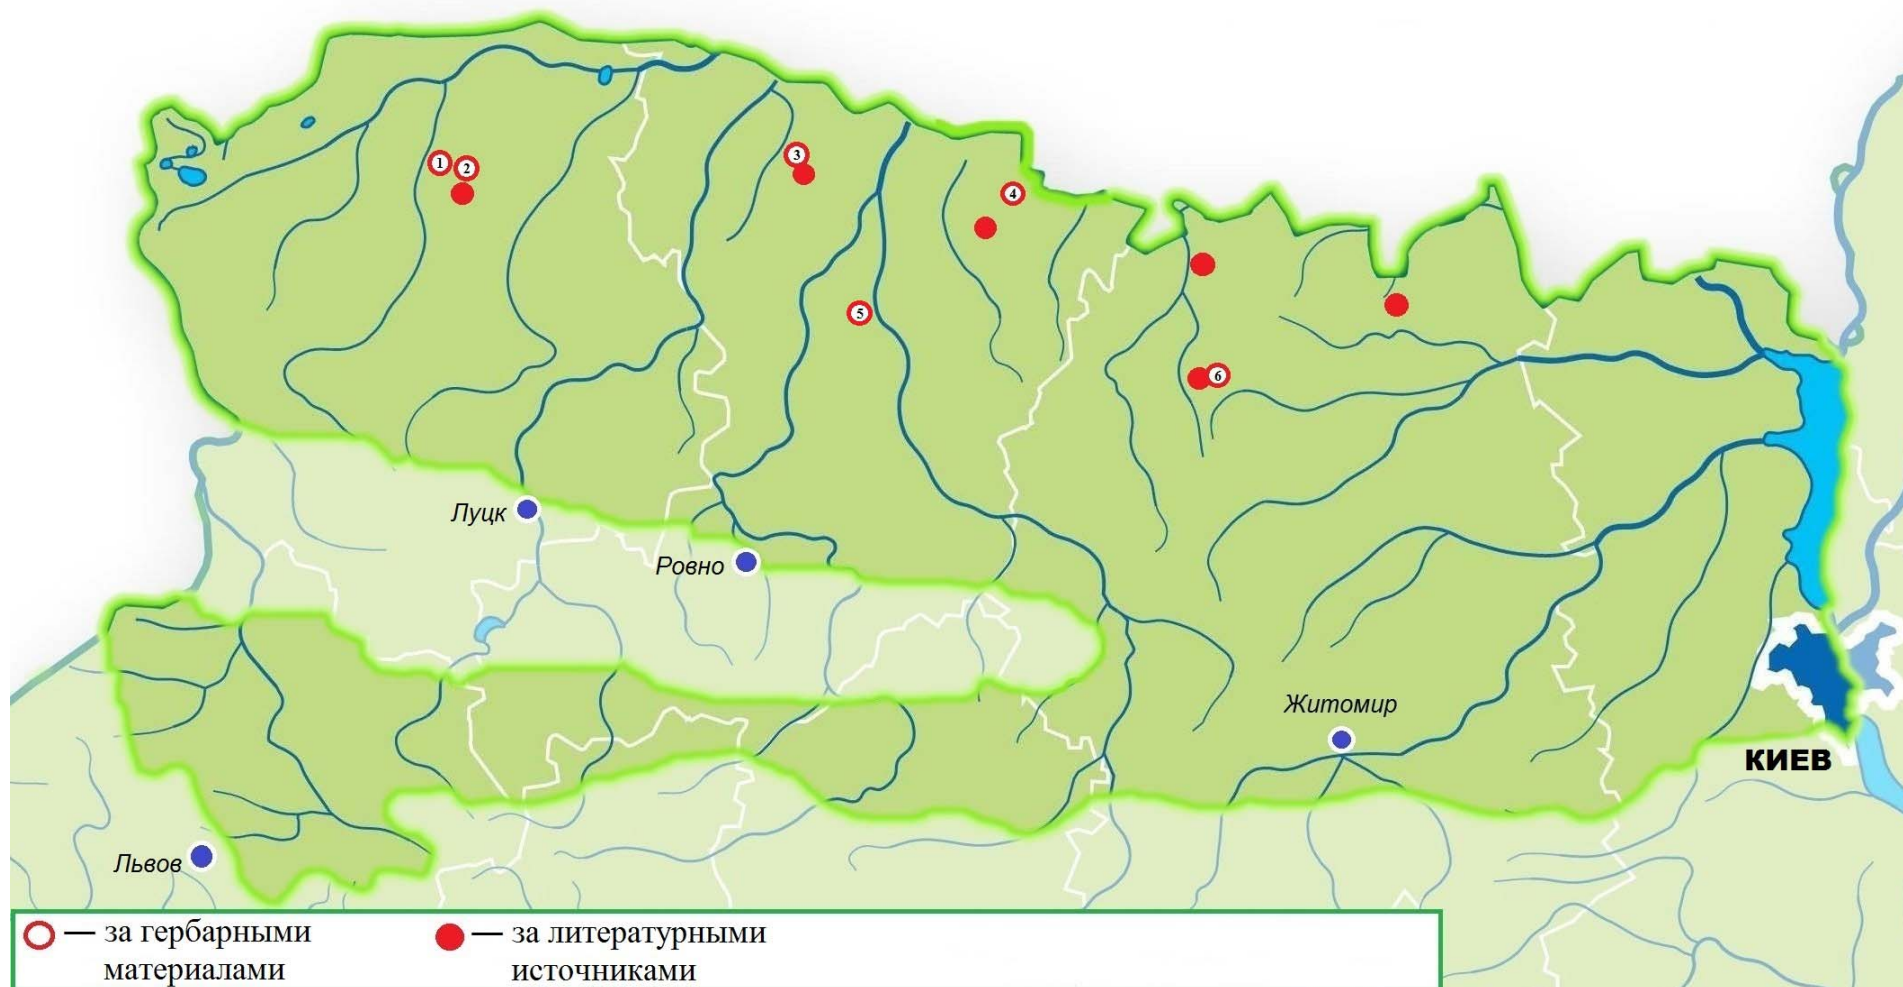 1
2
3
4
5
6
Луцк
Ровно
Житомир
КИЕВ
Львов
— за гербарными
материалами
— за литературными
источниками